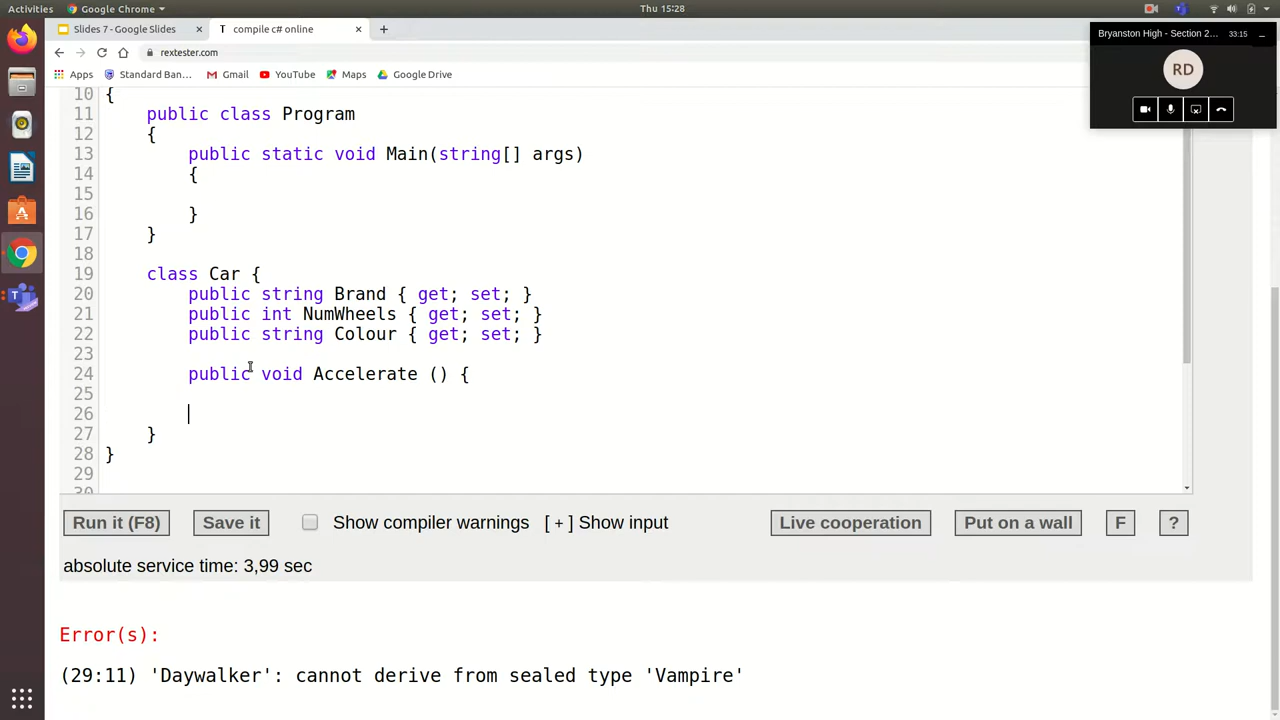 Activities
Google Chrome
Thu 15:28
Slides 7 - Google Slides
compile c# online
rextester.com
Apps
Standard Ban...
Gmail
YouTube
Maps
Google Drive
Bryanston High - Section 2...
33:15
RD
10 {
11 public class Program
12 {
13 public static void Main(string[] args)
14 {
15
16 }
17 }
18
19 class Car {
20 public string Brand { get; set; }
21 public int NumWheels { get; set; }
22 public string Colour { get; set; }
23
24 public void Accelerate () {
25
26
27 }
28 }
29
30
Run it (F8)
Save it
Show compiler warnings
[ + ] Show input
Live cooperation
Put on a wall
F
?
absolute service time: 3,99 sec
Error(s):
(29:11) 'Daywalker': cannot derive from sealed type 'Vampire'